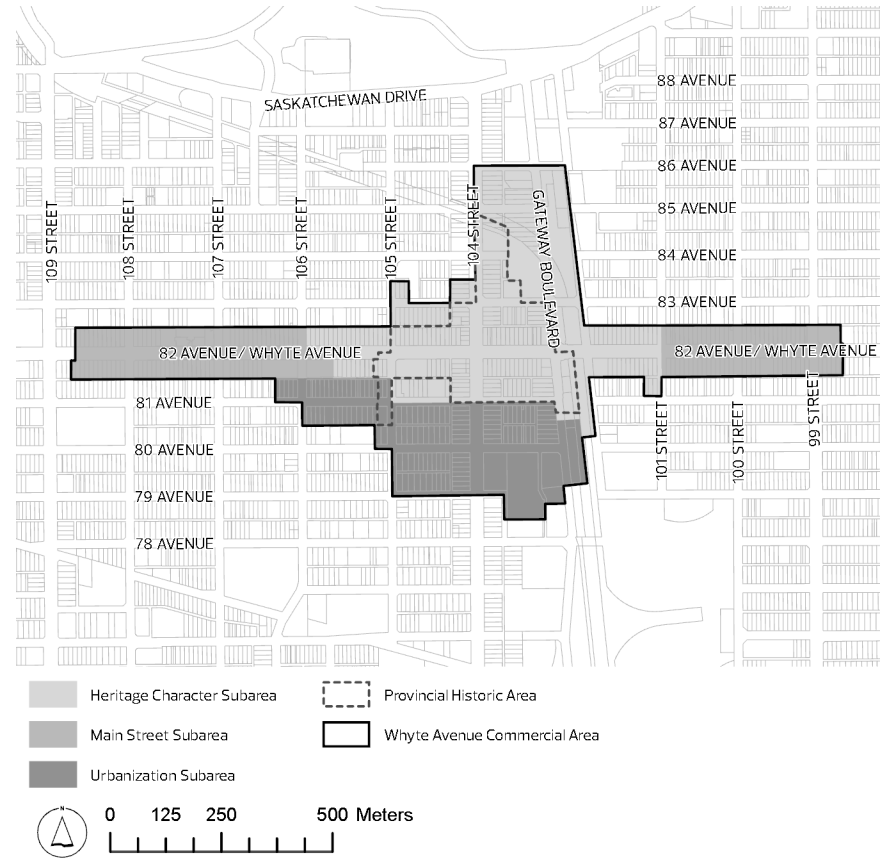 88 AVENUE
SASKATCHEWAN DRIVE
87 AVENUE
86 AVENUE
109 STREET
108 STREET
107 STREET
106 STREET
105 STREET
104 STREET
GATEWAY BOULEVARD
85 AVENUE
84 AVENUE
83 AVENUE
82 AVENUE/ WHYTE AVENUE
82 AVENUE/ WHYTE AVENUE
81 AVENUE
80 AVENUE
79 AVENUE
78 AVENUE
101 STREET
100 STREET
99 STREET
Heritage Character Subarea
Provincial Historic Area
Main Street Subarea
Whyte Avenue Commercial Area
Urbanization Subarea
N
0 125 250 500 Meters